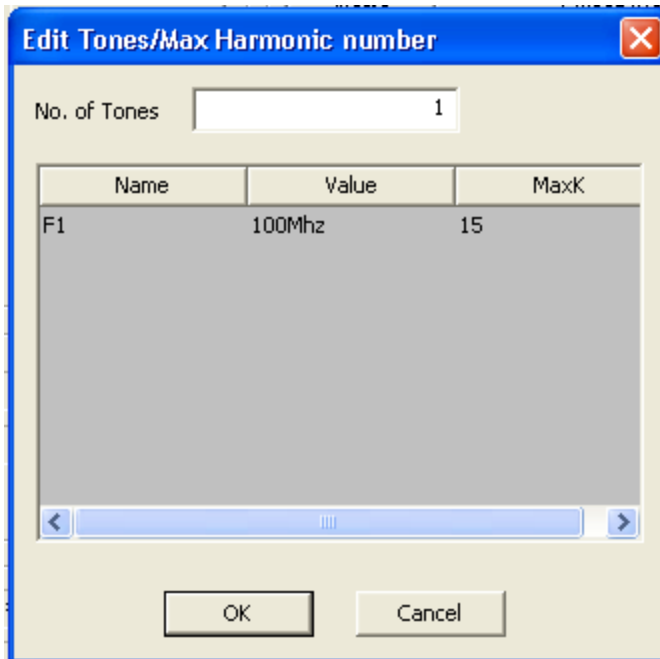 Edit Tones/Max Harmonic number
No. of Tones 1
Name Value MaxK
F1 100Mhz 15
OK Cancel